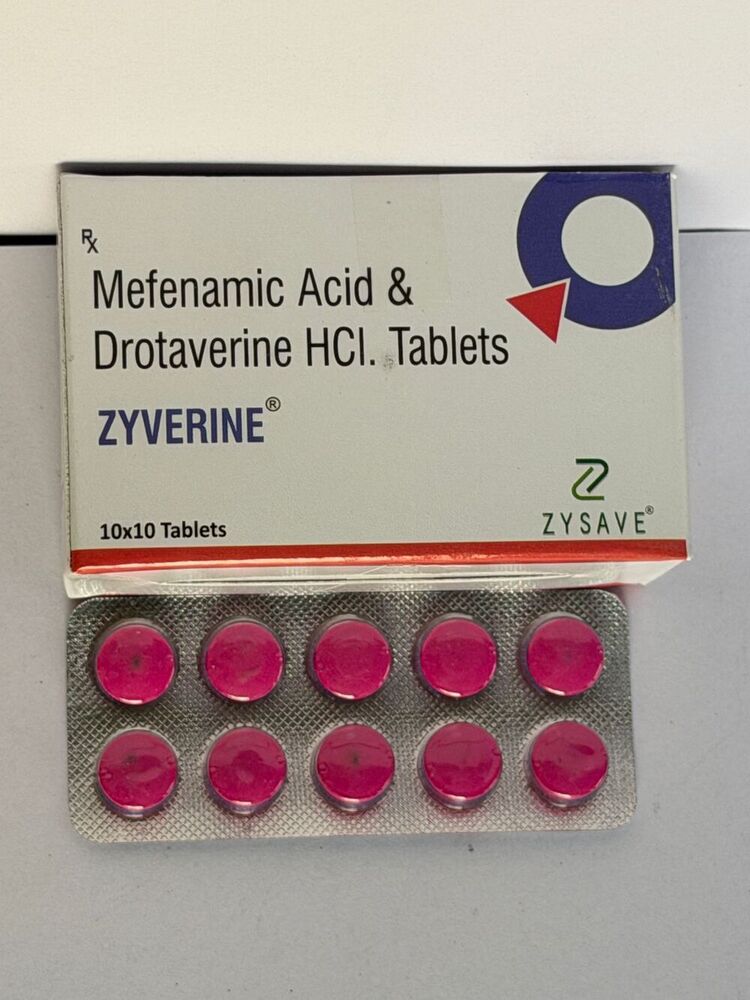 Rx
Mefenamic Acid &
Drotaverine HCl. Tablets
ZYVERINE®
10x10 Tablets
ZYSAVE®